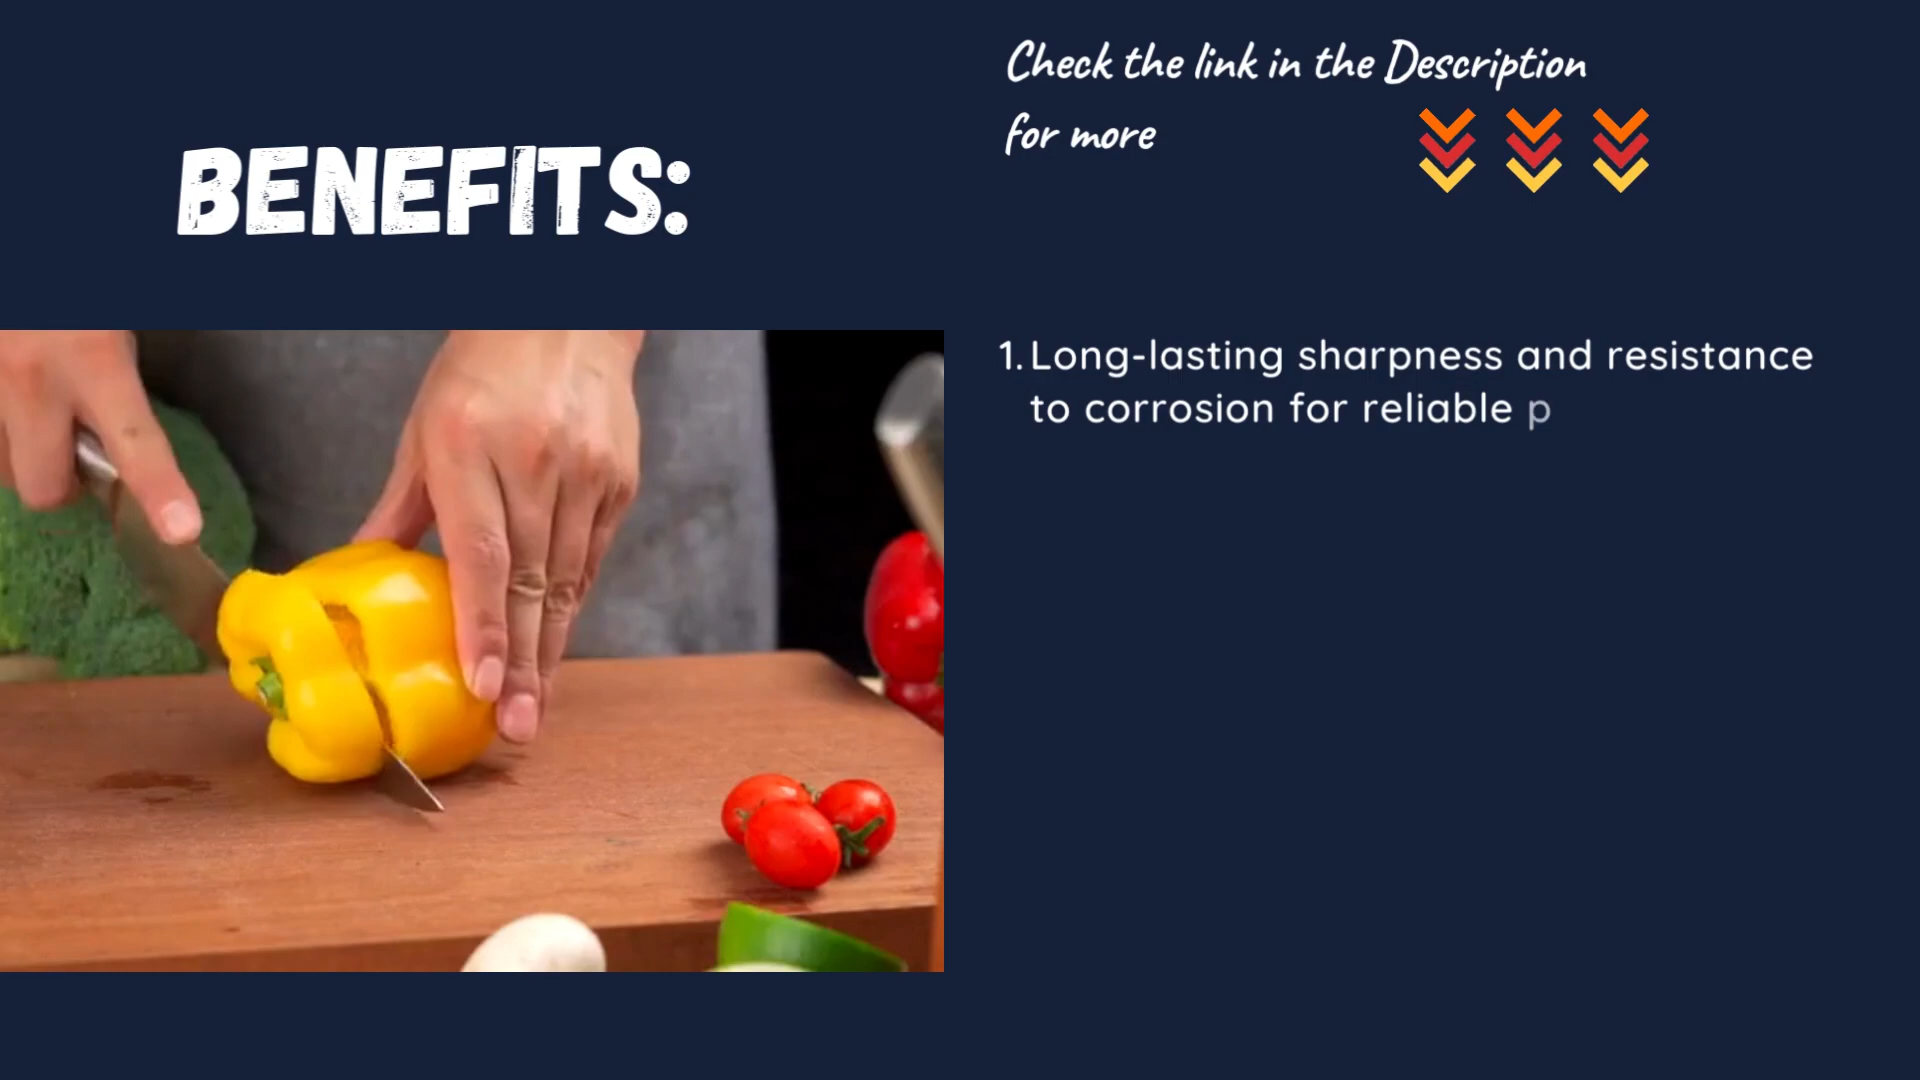 Check the link in the Description
for more
BENEFITS:
1. Long-lasting sharpness and resistance
to corrosion for reliable p